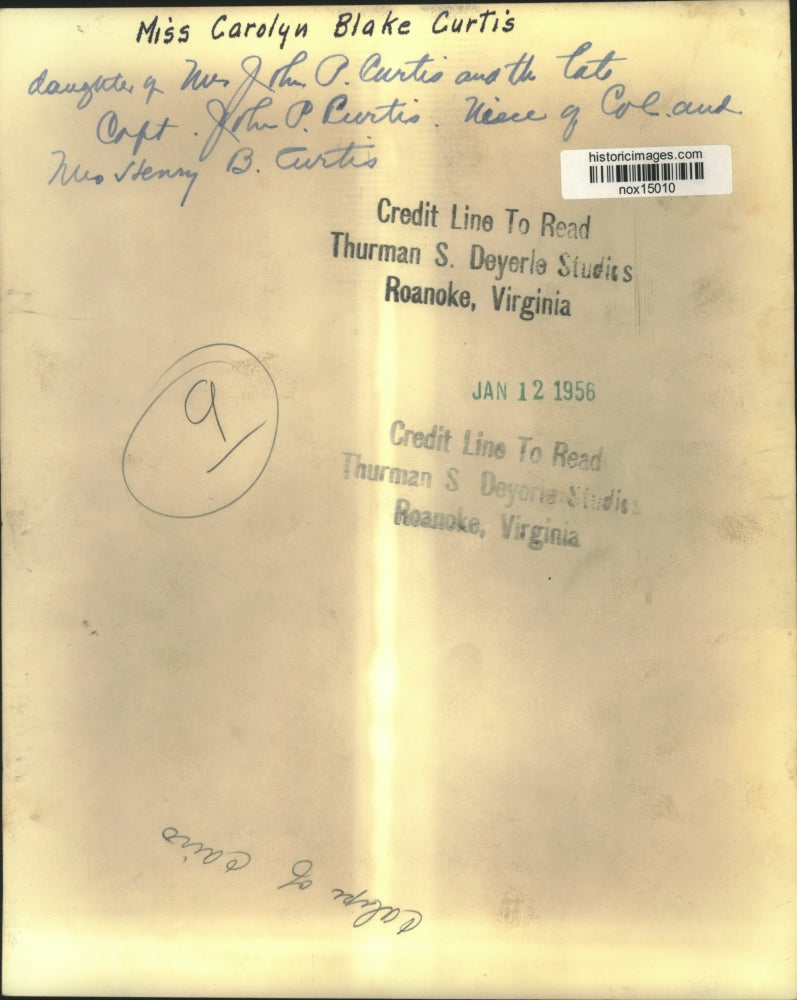 Miss Carolyn Blake Curtis
daughter of Mrs John P. Curtis and the late
Capt. John P. Curtis. Niece of Col. and
Mrs Henry B. Curtis
historicimages.com
nox15010
Credit Line To Read
Thurman S. Deyerle Studios
Roanoke, Virginia
9
JAN 12 1956
Credit Line To Read
Thurman S Deyerle Studios
Roanoke, Virginia
of Cairo